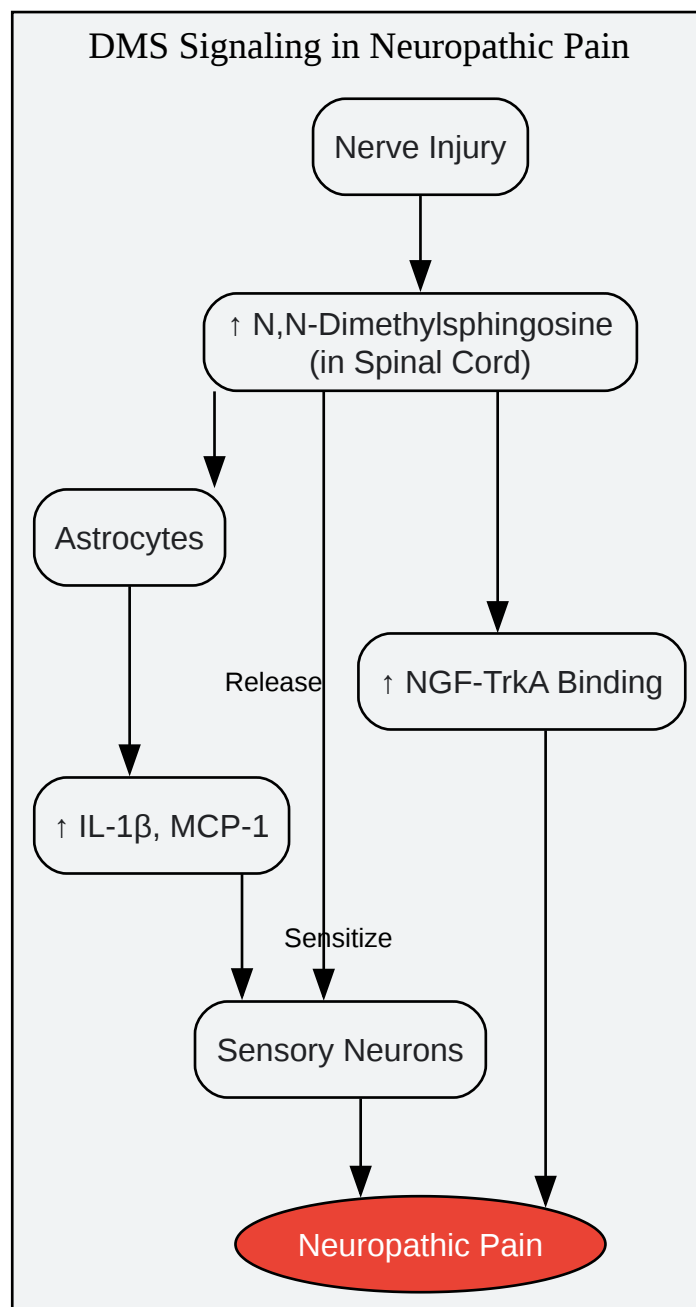 DMS Signaling in Neuropathic Pain
Nerve Injury
↑ N,N-Dimethylsphingosine
(in Spinal Cord)
Astrocytes
Release
↑ NGF-TrkA Binding
↑ IL-1β, MCP-1
Sensitize
Sensory Neurons
Neuropathic Pain